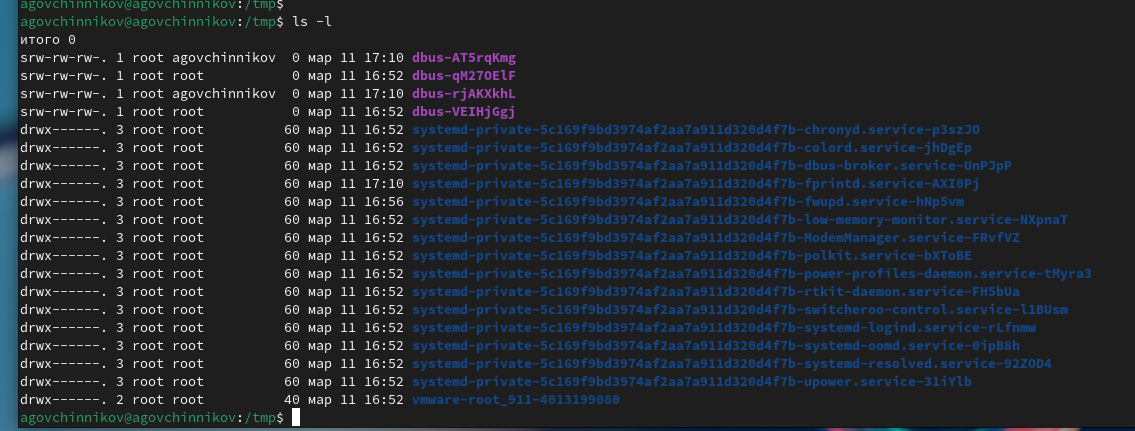 agovchinnikov@agovchinnikov:/tmp$
agovchinnikov@agovchinnikov:/tmp$ ls -l
итого 0
srw-rw-rw-. 1 root agovchinnikov  0 мар 11 17:10 dbus-AT5rqKmg
srw-rw-rw-. 1 root root           0 мар 11 16:52 dbus-qM27OElF
srw-rw-rw-. 1 root agovchinnikov  0 мар 11 17:10 dbus-rjAKXkhL
srw-rw-rw-. 1 root root           0 мар 11 16:52 dbus-VEIHjGgj
drwx------. 3 root root          60 мар 11 16:52 systemd-private-5c169f9bd3974af2aa7a911d320d4f7b-chronyd.service-p3szJO
drwx------. 3 root root          60 мар 11 16:52 systemd-private-5c169f9bd3974af2aa7a911d320d4f7b-colord.service-jhDgEp
drwx------. 3 root root          60 мар 11 16:52 systemd-private-5c169f9bd3974af2aa7a911d320d4f7b-dbus-broker.service-UnPJpP
drwx------. 3 root root          60 мар 11 17:10 systemd-private-5c169f9bd3974af2aa7a911d320d4f7b-fprintd.service-AXI0Pj
drwx------. 3 root root          60 мар 11 16:56 systemd-private-5c169f9bd3974af2aa7a911d320d4f7b-fwupd.service-hNp5vm
drwx------. 3 root root          60 мар 11 16:52 systemd-private-5c169f9bd3974af2aa7a911d320d4f7b-low-memory-monitor.service-NXpnaT
drwx------. 3 root root          60 мар 11 16:52 systemd-private-5c169f9bd3974af2aa7a911d320d4f7b-ModemManager.service-FRvfVZ
drwx------. 3 root root          60 мар 11 16:52 systemd-private-5c169f9bd3974af2aa7a911d320d4f7b-polkit.service-bXToBE
drwx------. 3 root root          60 мар 11 16:52 systemd-private-5c169f9bd3974af2aa7a911d320d4f7b-power-profiles-daemon.service-tMyra3
drwx------. 3 root root          60 мар 11 16:52 systemd-private-5c169f9bd3974af2aa7a911d320d4f7b-rtkit-daemon.service-FH5bUa
drwx------. 3 root root          60 мар 11 16:52 systemd-private-5c169f9bd3974af2aa7a911d320d4f7b-switcheroo-control.service-l1BUsm
drwx------. 3 root root          60 мар 11 16:52 systemd-private-5c169f9bd3974af2aa7a911d320d4f7b-systemd-logind.service-rLfnmw
drwx------. 3 root root          60 мар 11 16:52 systemd-private-5c169f9bd3974af2aa7a911d320d4f7b-systemd-oomd.service-0ipB8h
drwx------. 3 root root          60 мар 11 16:52 systemd-private-5c169f9bd3974af2aa7a911d320d4f7b-systemd-resolved.service-92ZOD4
drwx------. 3 root root          60 мар 11 16:52 systemd-private-5c169f9bd3974af2aa7a911d320d4f7b-upower.service-31iYlb
drwx------. 2 root root          40 мар 11 16:52 vmware-root_911-4013199080
agovchinnikov@agovchinnikov:/tmp$